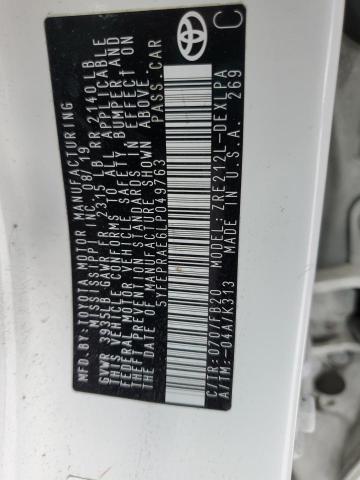 MFD.BY: TOYOTA MOTOR MANUFACTURING
MISSISSIPPI INC. 08/19
GVWR 3935LB GAWR FR 2315 LB RR 2140LB
THIS VEHICLE CONFORMS TO ALL APPLICABLE
FEDERAL MOTOR VEHICLE SAFETY BUMPER AND
THEFT PREVENTION STANDARDS IN EFFECTION
THE DATE OF MANUFACTURE SHOWN ABOVE.
5YFEPRAE6LP049763 PASS.CAR
C/TR: 070/FB20 MODEL: ZRE212L-DEXLPA
A/TM: -04A/K313 MADE IN U.S.A. 269
TOYOTA
C